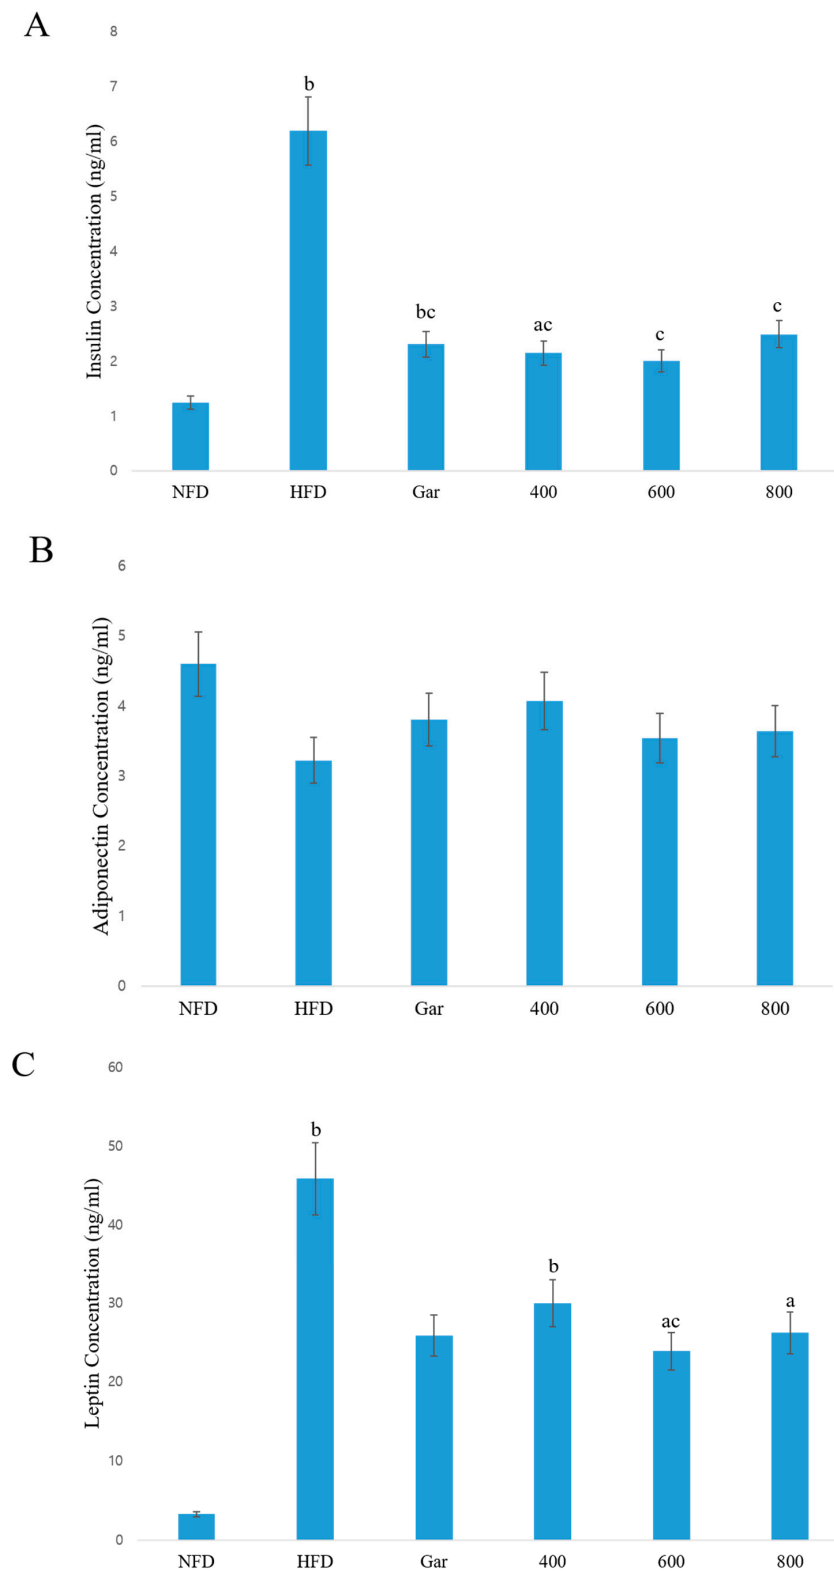 A
Insulin Concentration (ng/ml)
8
7
6
5
4
3
2
1
0
b
bc
ac
c
c
NFD HFD Gar 400 600 800
B
Adiponectin Concentration (ng/ml)
6
5
4
3
2
1
0
NFD HFD Gar 400 600 800
C
Leptin Concentration (ng/ml)
60
50
40
30
20
10
0
b
b
ac
a
NFD HFD Gar 400 600 800